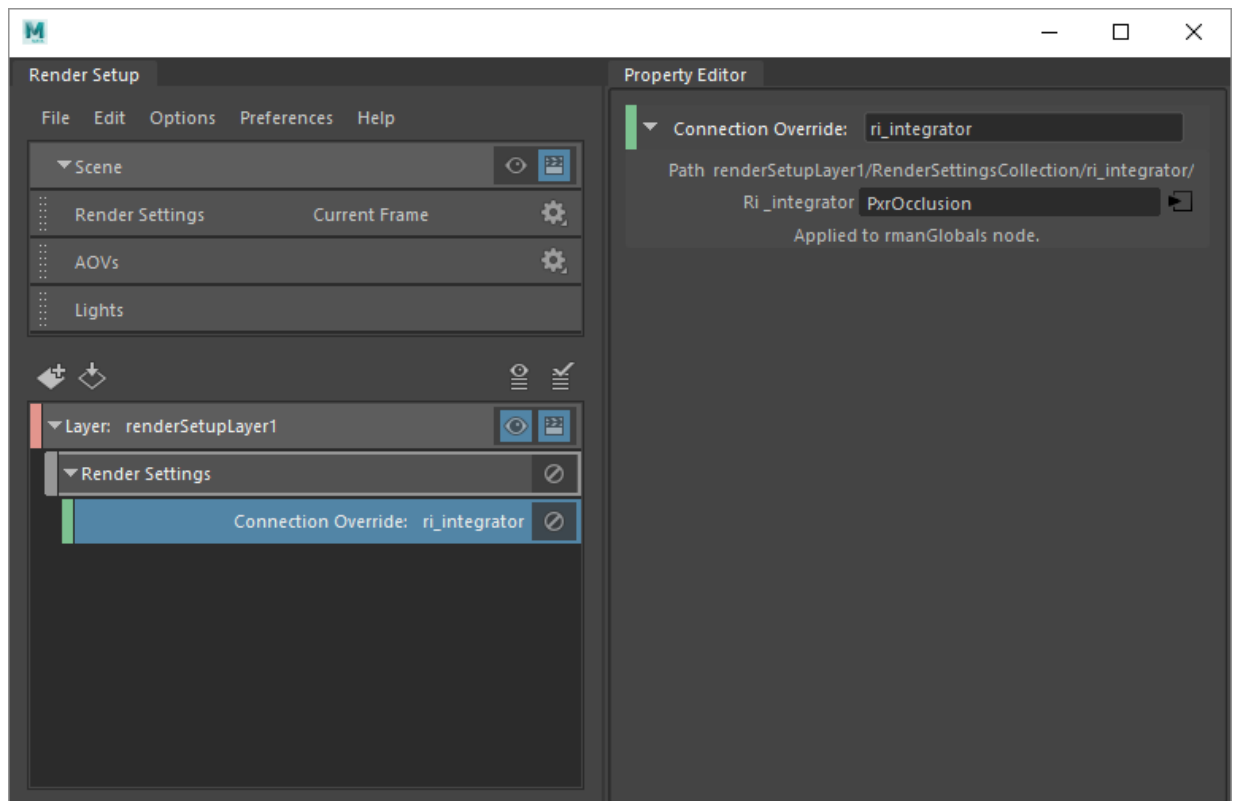 Render Setup
File Edit Options Preferences Help
Scene
Render Settings Current Frame
AOVs
Lights
Layer: renderSetupLayer1
Render Settings
Connection Override: ri_integrator
Property Editor
Connection Override: ri_integrator
Path renderSetupLayer1/RenderSettingsCollection/ri_integrator/
Ri _integrator PxrOcclusion
Applied to rmanGlobals node.